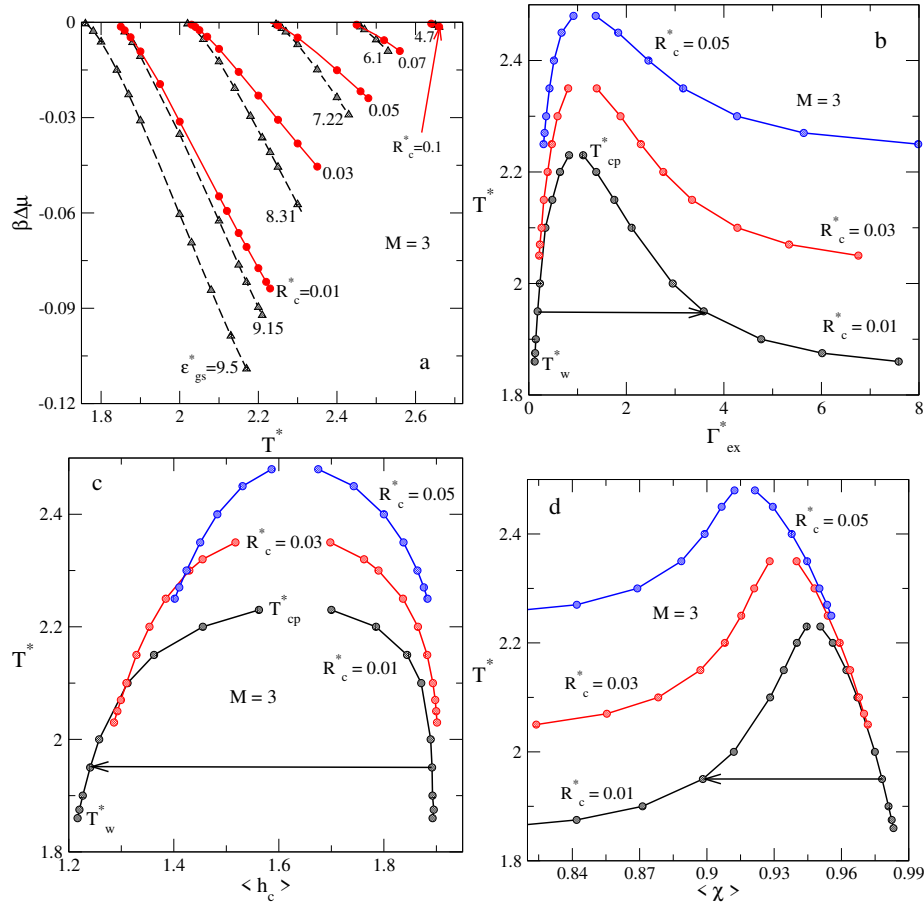 0
-0.03
-0.06
-0.09
-0.12
βΔμ
1.8
2
2.2
2.4
2.6
T*
4.7
6.1
0.07
7.22
0.05
R*c=0.1
0.03
8.31
M = 3
R*c=0.01
9.15
ε*gs=9.5
a
b
R*c = 0.05
M = 3
T*cp
R*c = 0.03
R*c = 0.01
T*w
2.4
2.2
2
1.8
T*
0
2
4
6
8
Γ*ex
c
R*c = 0.05
R*c = 0.03
T*cp
R*c = 0.01
M = 3
T*w
2.4
2.2
2
1.8
T*
1.2
1.4
1.6
1.8
< hc >
d
R*c = 0.05
M = 3
R*c = 0.03
R*c = 0.01
2.4
2.2
2
1.8
T*
0.84
0.87
0.9
0.93
0.96
0.99
< χ >